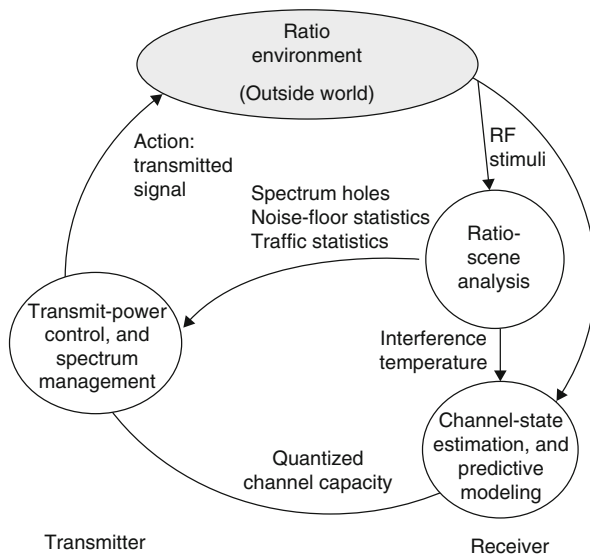 Ratio
environment
(Outside world)
RF
stimuli
Action:
transmitted
signal
Spectrum holes
Noise-floor statistics
Traffic statistics
Ratio-
scene
analysis
Transmit-power
control, and
spectrum
management
Interference
temperature
Channel-state
estimation, and
predictive
modeling
Quantized
channel capacity
Transmitter
Receiver